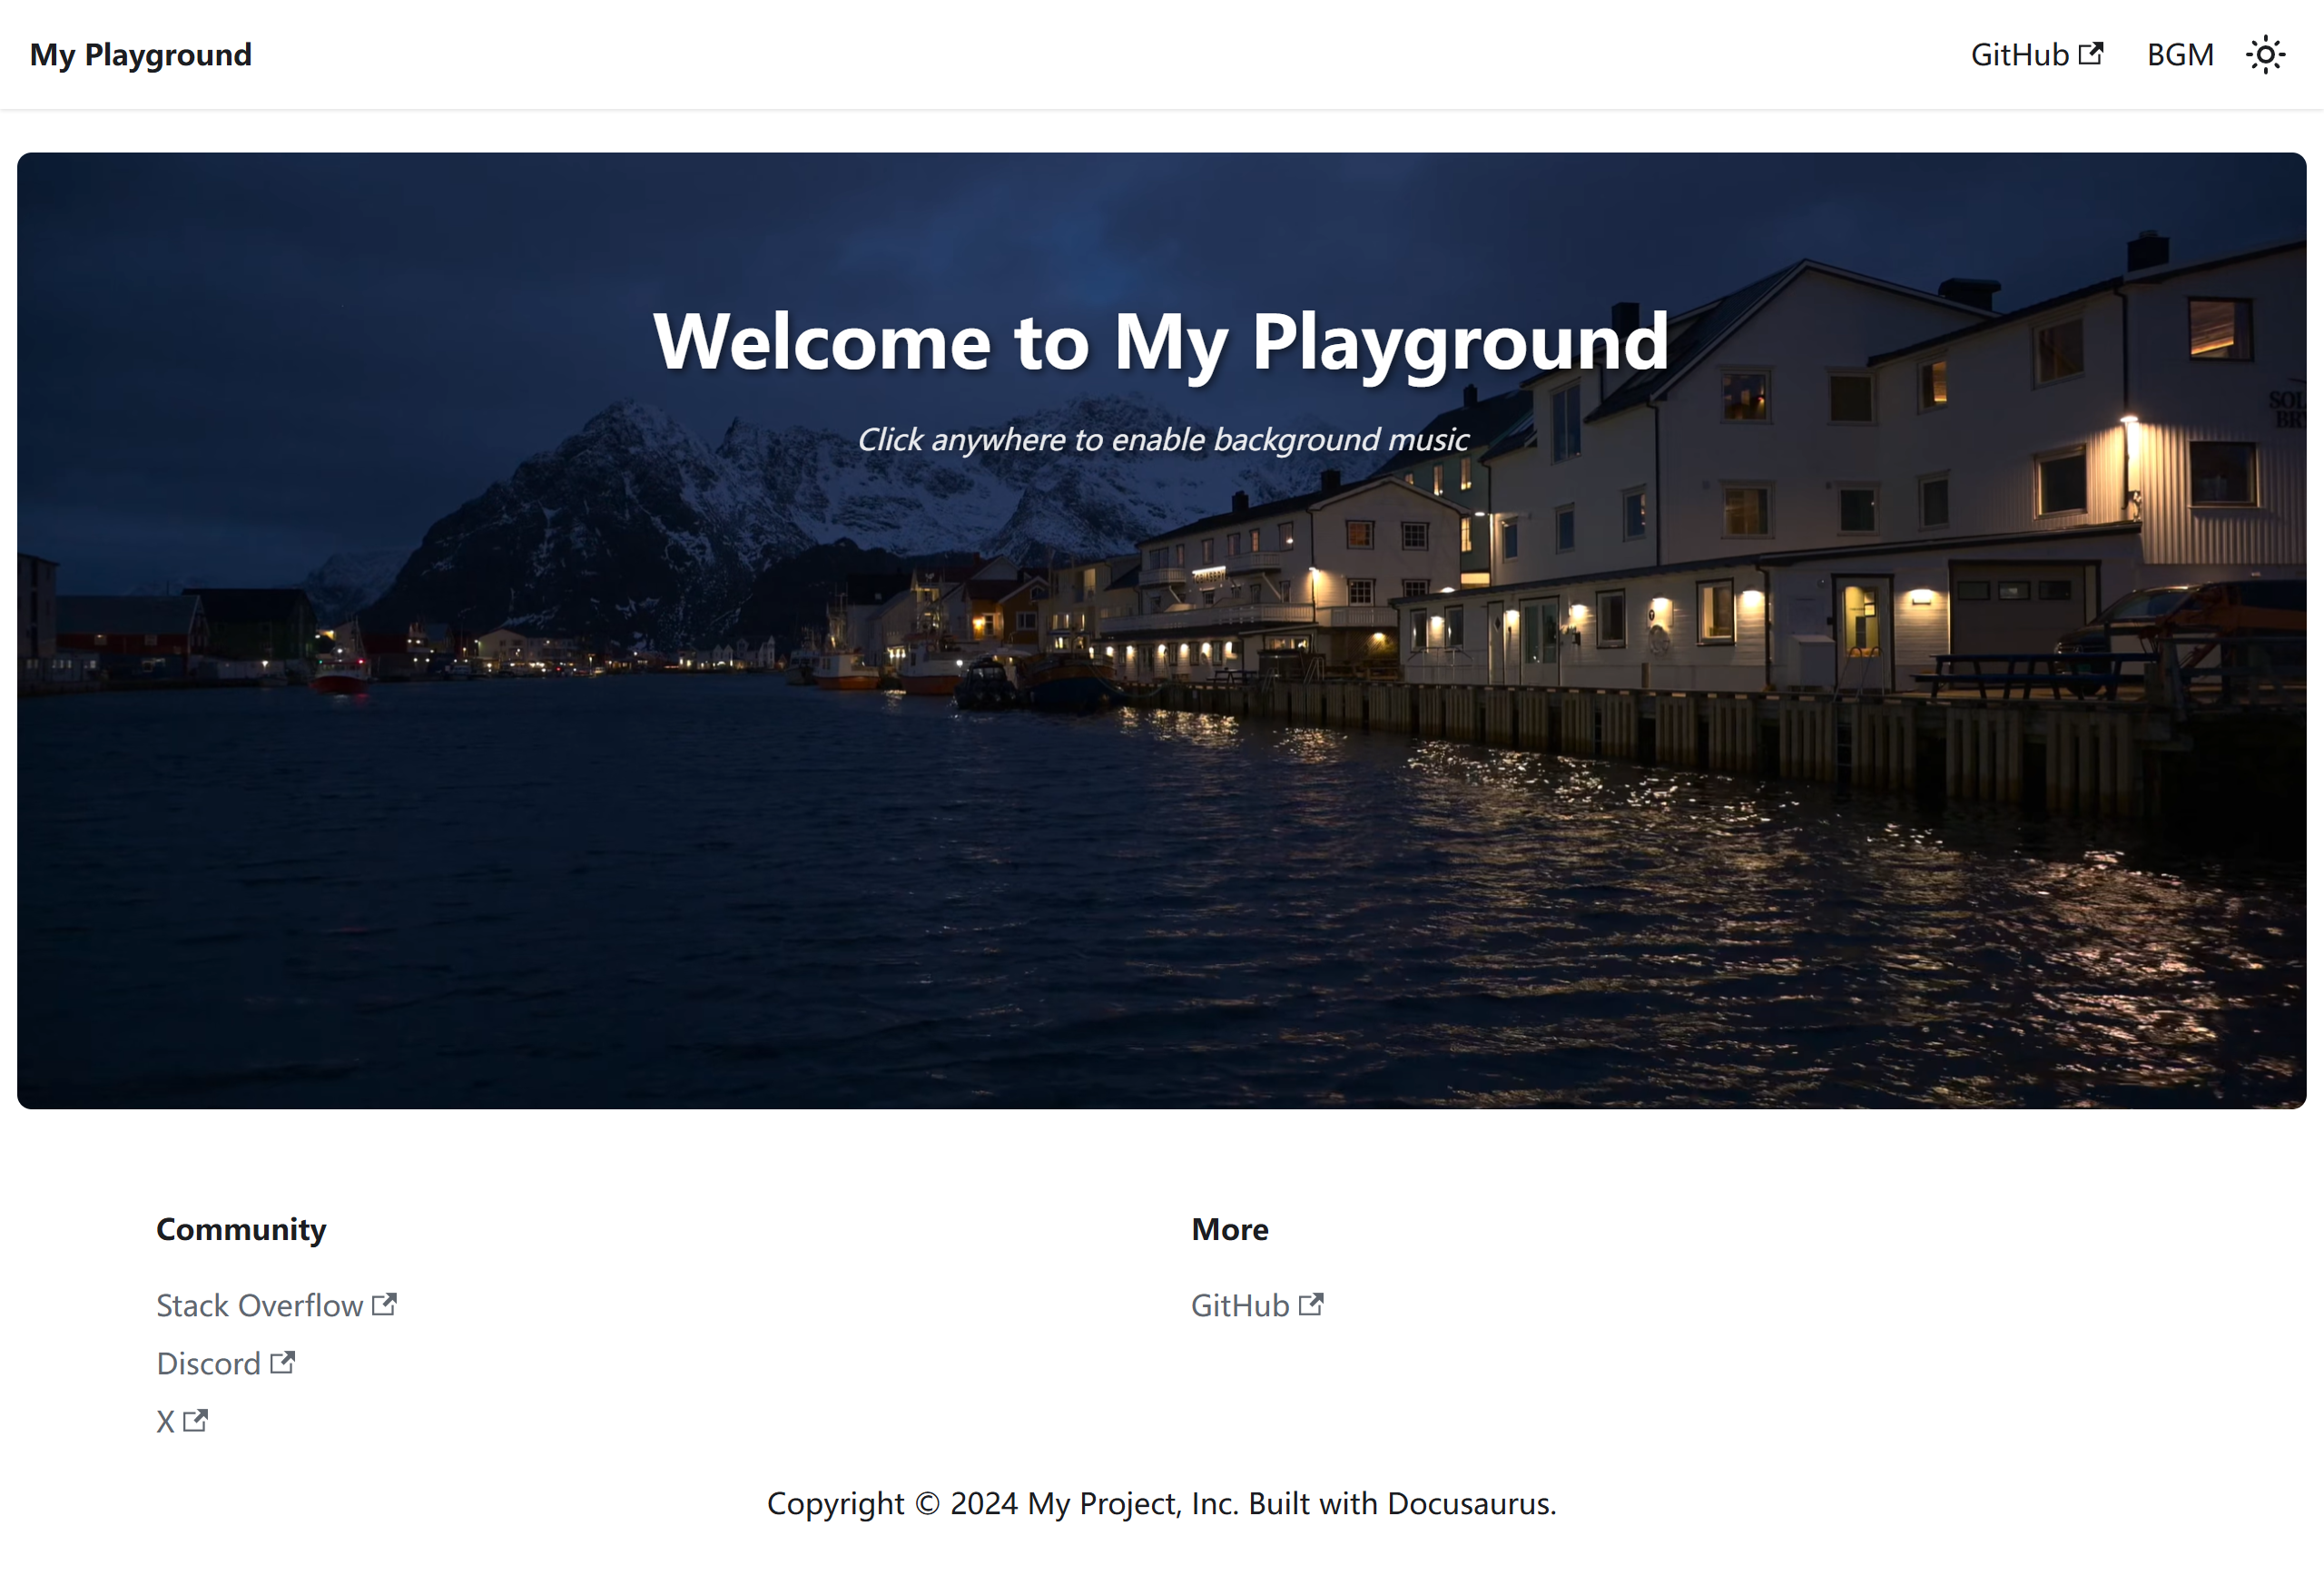 My Playground
GitHub
BGM
Welcome to My Playground
Click anywhere to enable background music
Community
Stack Overflow
Discord
X
More
GitHub
Copyright © 2024 My Project, Inc. Built with Docusaurus.